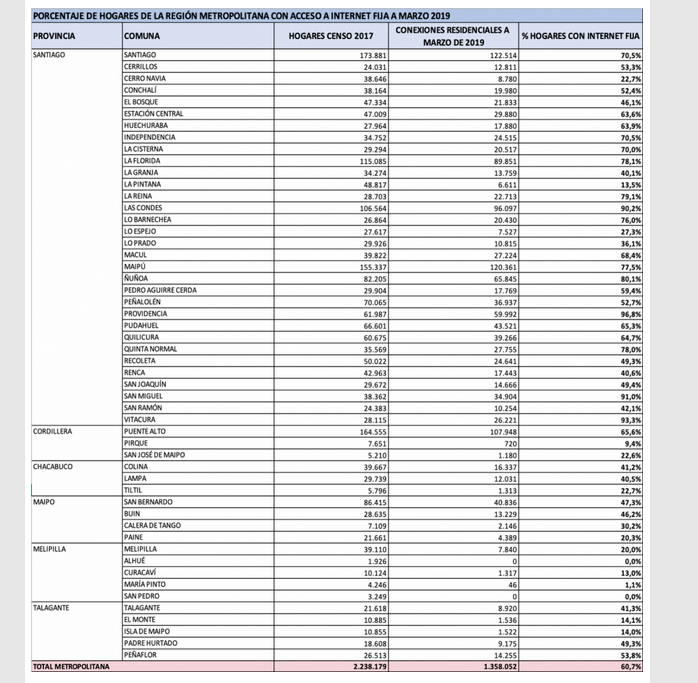 PORCENTAJE DE HOGARES DE LA REGIÓN METROPOLITANA CON ACCESO A INTERNET FIJA A MARZO 2019
PROVINCIA COMUNA HOGARES CENSO 2017 CONEXIONES RESIDENCIALES A MARZO DE 2019 % HOGARES CON INTERNET FIJA
SANTIAGO SANTIAGO 173.881 122.514 70,5%
CERRILLOS 24.031 12.811 53,3%
CERRO NAVIA 38.646 8.780 22,7%
CONCHALÍ 38.164 19.980 52,4%
EL BOSQUE 47.334 21.833 46,1%
ESTACIÓN CENTRAL 47.009 29.880 63,6%
HUECHURABA 27.964 17.880 63,9%
INDEPENDENCIA 34.752 24.515 70,5%
LA CISTERNA 29.294 20.517 70,0%
LA FLORIDA 115.085 89.851 78,1%
LA GRANJA 34.274 13.759 40,1%
LA PINTANA 48.817 6.611 13,5%
LA REINA 28.703 22.713 79,1%
LAS CONDES 106.564 96.097 90,2%
LO BARNECHEA 26.864 20.430 76,0%
LO ESPEJO 27.617 7.527 27,3%
LO PRADO 29.926 10.815 36,1%
MACUL 39.822 27.224 68,4%
MAIPÚ 155.337 120.361 77,5%
ÑUÑOA 82.205 65.845 80,1%
PEDRO AGUIRRE CERDA 29.904 17.769 59,4%
PEÑALOLÉN 70.065 36.937 52,7%
PROVIDENCIA 61.987 59.992 96,8%
PUDAHUEL 66.601 43.521 65,3%
QUILICURA 60.675 39.266 64,7%
QUINTA NORMAL 35.569 27.755 78,0%
RECOLETA 50.022 24.641 49,3%
RENCA 42.963 17.443 40,6%
SAN JOAQUÍN 29.672 14.666 49,4%
SAN MIGUEL 38.362 34.904 91,0%
SAN RAMÓN 24.383 10.254 42,1%
VITACURA 28.115 26.221 93,3%
CORDILLERA PUENTE ALTO 164.555 107.948 65,6%
PIRQUE 7.651 720 9,4%
SAN JOSÉ DE MAIPO 5.210 1.180 22,6%
CHACABUCO COLINA 39.667 16.337 41,2%
LAMPA 29.739 12.031 40,5%
TILTIL 5.796 1.313 22,7%
MAIPO SAN BERNARDO 86.415 40.836 47,3%
BUIN 28.635 13.229 46,2%
CALERA DE TANGO 7.109 2.146 30,2%
PAINE 21.661 4.389 20,3%
MELIPILLA MELIPILLA 39.110 7.840 20,0%
ALHUÉ 1.926 0 0,0%
CURACAVÍ 10.124 1.317 13,0%
MARÍA PINTO 4.246 46 1,1%
SAN PEDRO 3.249 0 0,0%
TALAGANTE TALAGANTE 21.618 8.920 41,3%
EL MONTE 10.885 1.536 14,1%
ISLA DE MAIPO 10.855 1.522 14,0%
PADRE HURTADO 18.608 9.175 49,3%
PEÑAFLOR 26.513 14.255 53,8%
TOTAL METROPOLITANA 2.238.179 1.358.052 60,7%